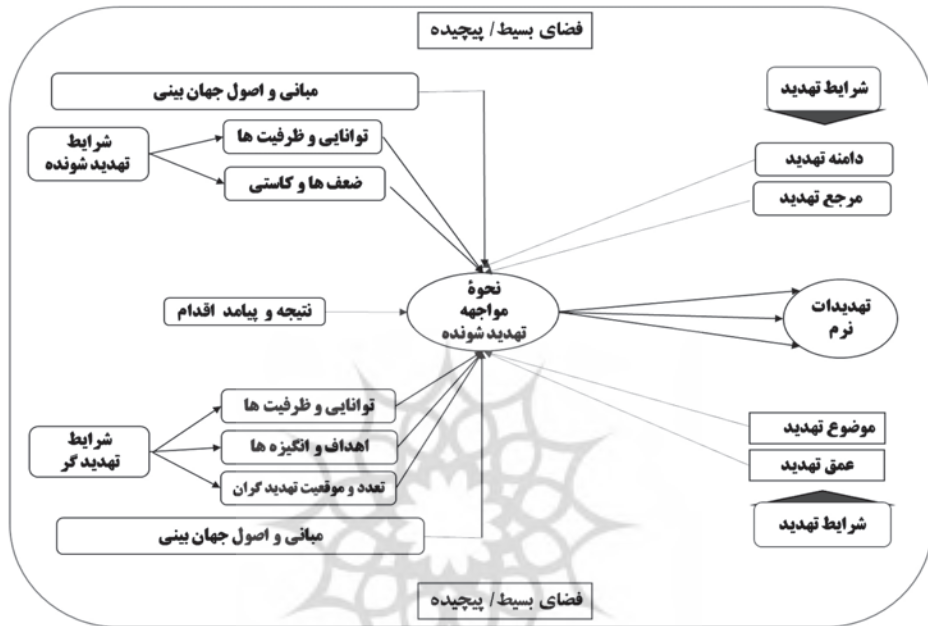 فضای بسیط/ پیچیده
شرایط تهدید
دامنه تهدید
مرجع تهدید
مبانی و اصول جهان بینی
توانایی و ظرفیت ها
ضعف ها و کاستی
شرایط
تهدید شونده
تهدیدات
نرم
نحوۀ
مواجهه
تهدید شونده
نتیجه و پیامد اقدام
توانایی و ظرفیت ها
اهداف و انگیزه ها
تعدد و موقعیت تهدید گران
شرایط
تهدید گر
مبانی و اصول جهان بینی
موضوع تهدید
عمق تهدید
شرایط تهدید
فضای بسیط/ پیچیده